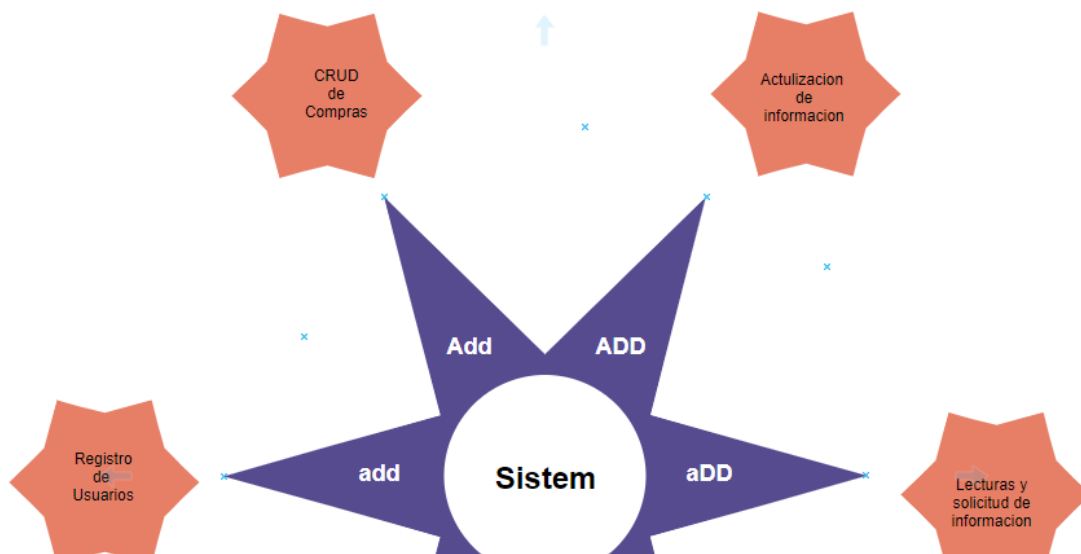 CRUD
de
Compras
Actulizacion
de
informacion
Add
ADD
Registro
de
Usuarios
add
Sistem
aDD
Lecturas y
solicitud de
informacion